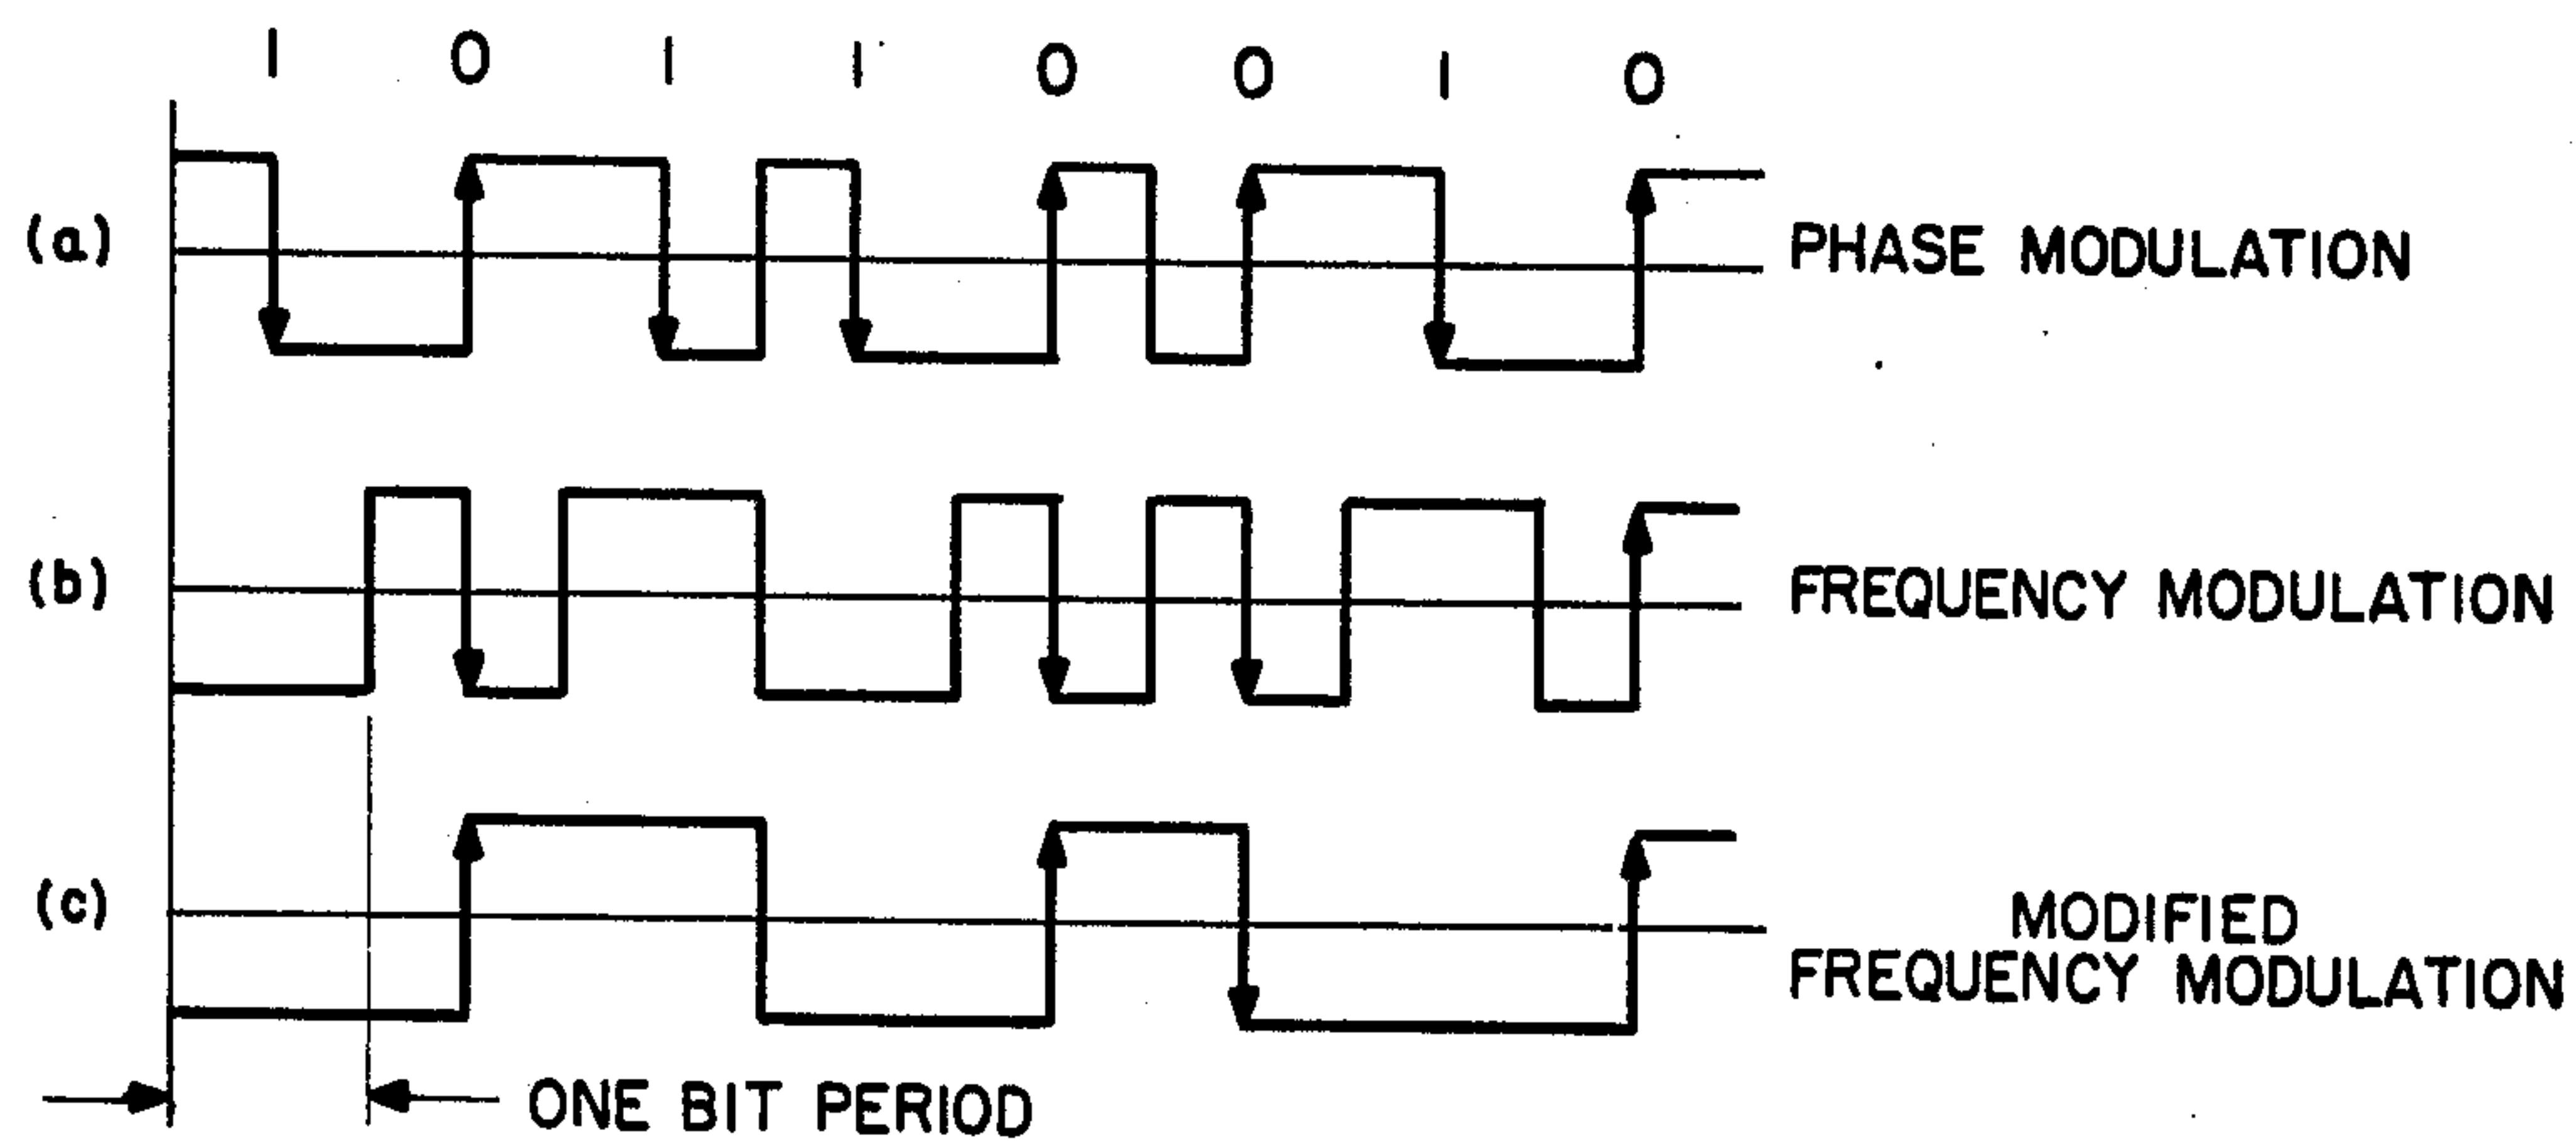 1 0 1 1 0 0 1 0
(a) PHASE MODULATION
(b) FREQUENCY MODULATION
(c) MODIFIED
FREQUENCY MODULATION
ONE BIT PERIOD